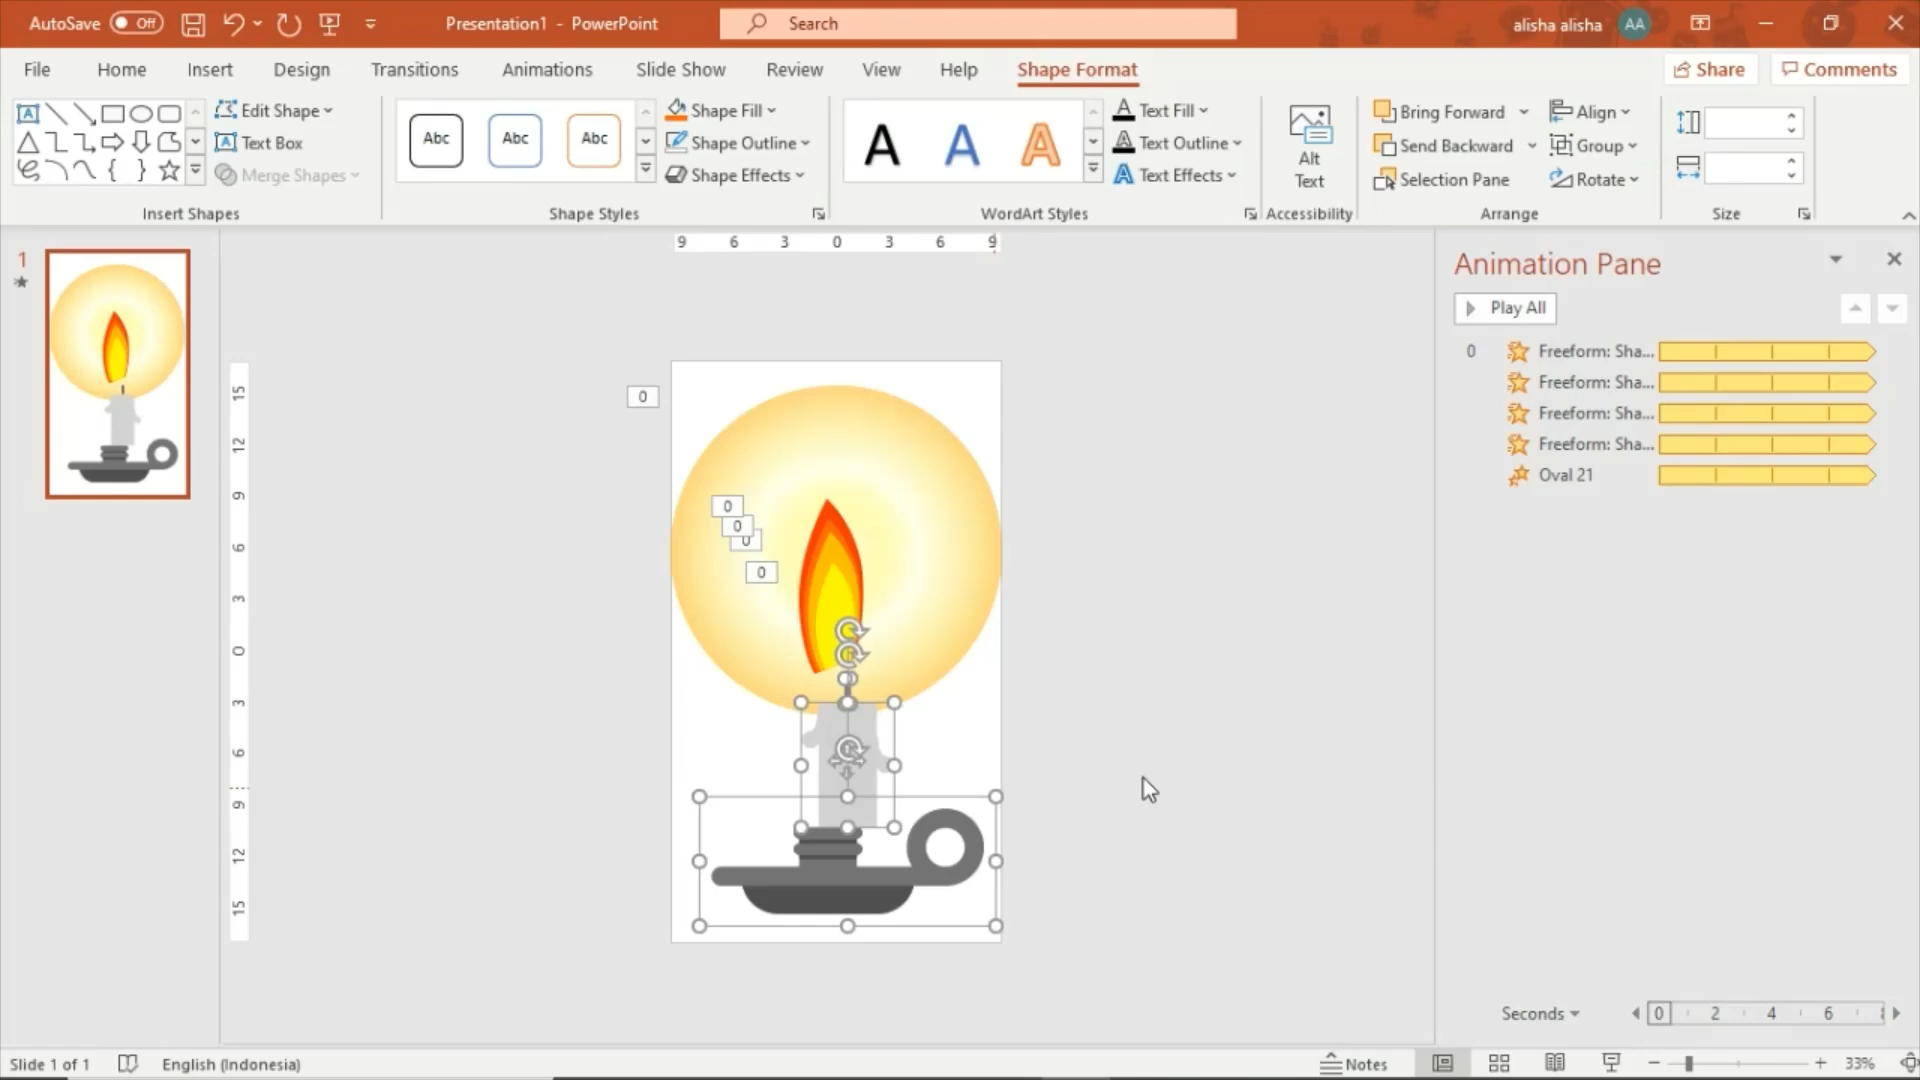 AutoSave Off
Presentation1 - PowerPoint
Search
alisha alisha AA
File Home Insert Design Transitions Animations Slide Show Review View Help Shape Format
Share Comments
Edit Shape
Text Box
Merge Shapes
Insert Shapes
Abc Abc Abc
Shape Fill
Shape Outline
Shape Effects
Shape Styles
A A A
Text Fill
Text Outline
Text Effects
WordArt Styles
Alt
Text
Accessibility
Bring Forward
Send Backward
Selection Pane
Align
Group
Rotate
Arrange
Size
1
9 6 3 0 3 6 9
15
12
9
6
3
0
3
6
9
12
15
0
0
0
0
0
Animation Pane
Play All
0 Freeform: Sha...
Freeform: Sha...
Freeform: Sha...
Freeform: Sha...
Oval 21
Seconds 0 2 4 6
Slide 1 of 1 English (Indonesia)
Notes 33%